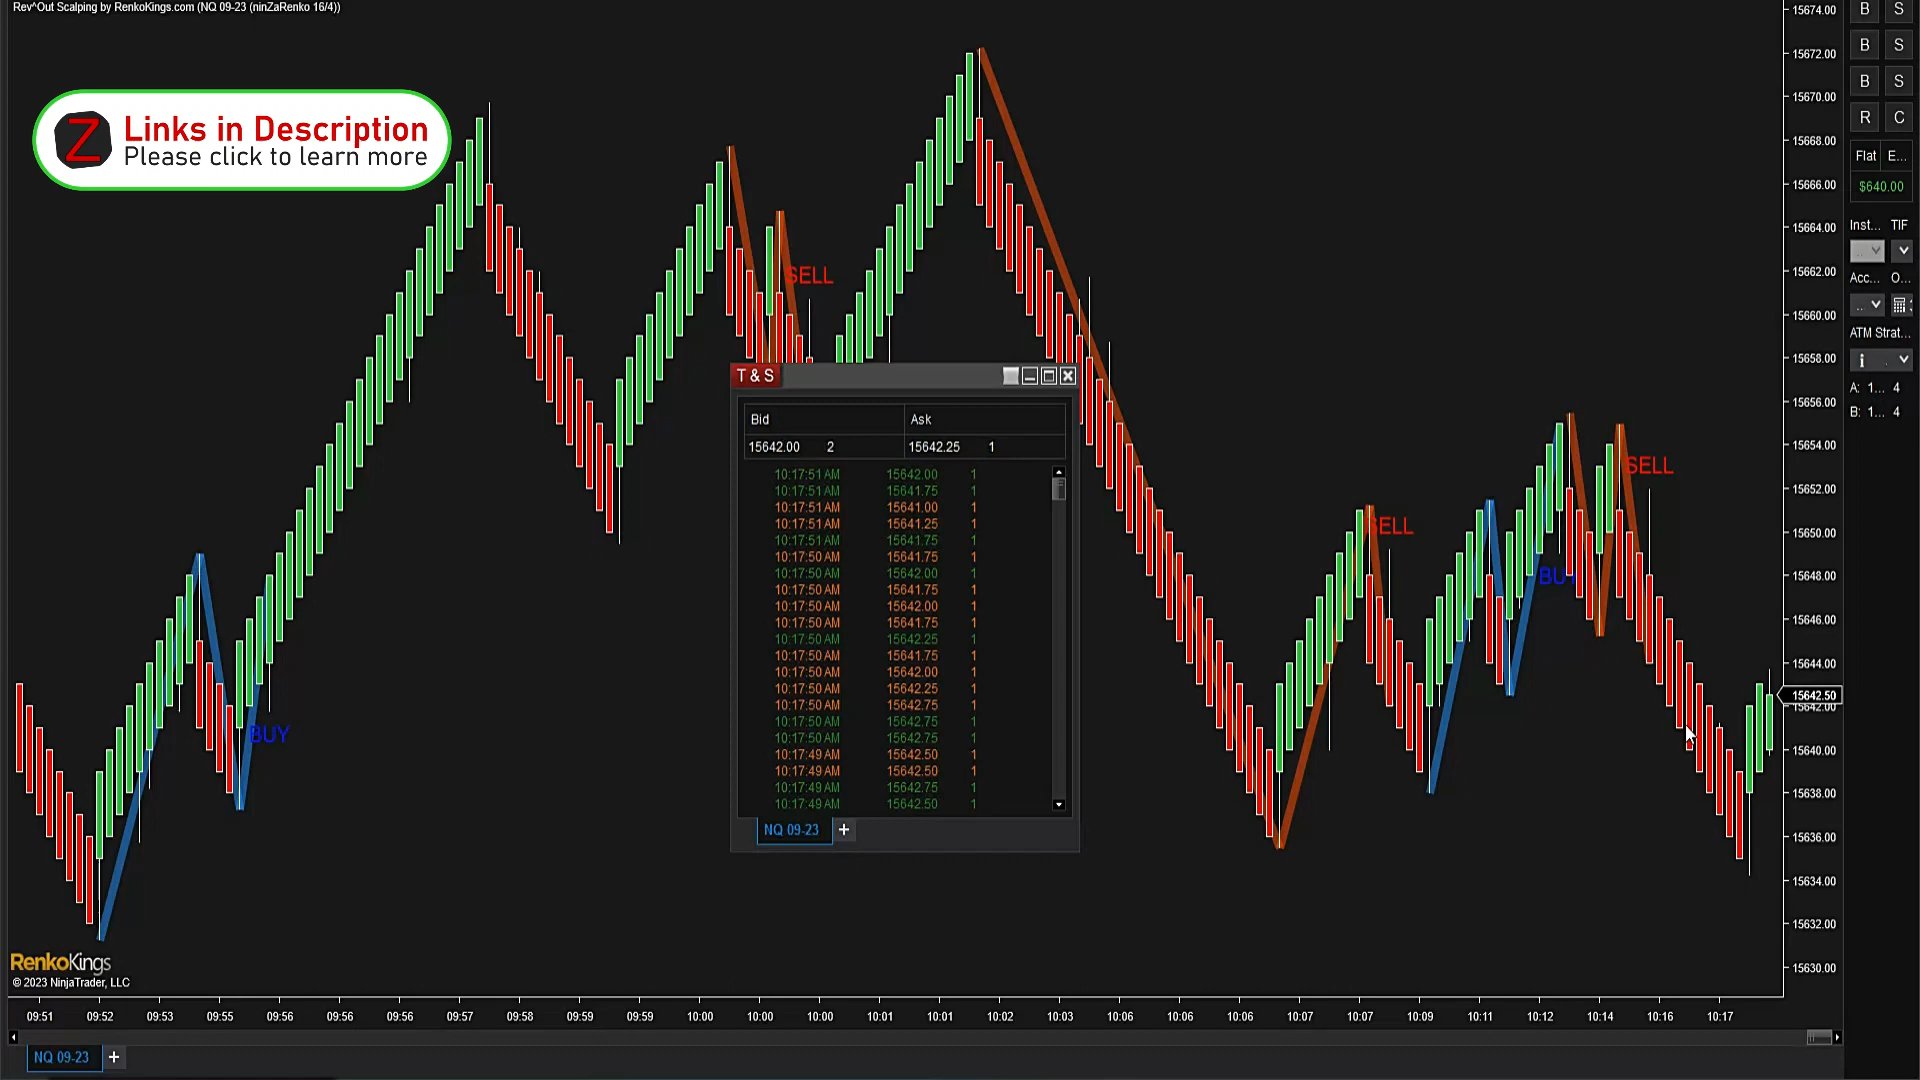 Rev^Out Scalping by RenkoKings.com (NQ 09-23 (ninZaRenko 16/4))
Z
Links in Description
Please click to learn more
SELL
SELL
SELL
BUY
BUY
T & S
Bid Ask
15642.00 2 15642.25 1
10:17:51 AM 15642.00 1
10:17:51 AM 15641.75 1
10:17:51 AM 15641.00 1
10:17:51 AM 15641.25 1
10:17:51 AM 15641.75 1
10:17:50 AM 15641.75 1
10:17:50 AM 15642.00 1
10:17:50 AM 15641.75 1
10:17:50 AM 15642.00 1
10:17:50 AM 15641.75 1
10:17:50 AM 15642.25 1
10:17:50 AM 15641.75 1
10:17:50 AM 15642.00 1
10:17:50 AM 15642.25 1
10:17:50 AM 15642.75 1
10:17:50 AM 15642.75 1
10:17:50 AM 15642.75 1
10:17:49 AM 15642.50 1
10:17:49 AM 15642.50 1
10:17:49 AM 15642.75 1
10:17:49 AM 15642.50 1
NQ 09-23 +
15674.00
15672.00
15670.00
15668.00
15666.00
15664.00
15662.00
15660.00
15658.00
15656.00
15654.00
15652.00
15650.00
15648.00
15646.00
15644.00
15642.50
15642.00
15640.00
15638.00
15636.00
15634.00
15632.00
15630.00
B S
B S
B S
R C
Flat E...
$640.00
Inst... TIF
Acc... O...
ATM Strat...
A: 1... 4
B: 1... 4
RenkoKings
© 2023 NinjaTrader, LLC
09:51 09:52 09:53 09:55 09:56 09:56 09:56 09:57 09:58 09:59 09:59 10:00 10:00 10:00 10:01 10:01 10:02 10:03 10:06 10:06 10:06 10:07 10:07 10:09 10:11 10:12 10:14 10:16 10:17
NQ 09-23 +